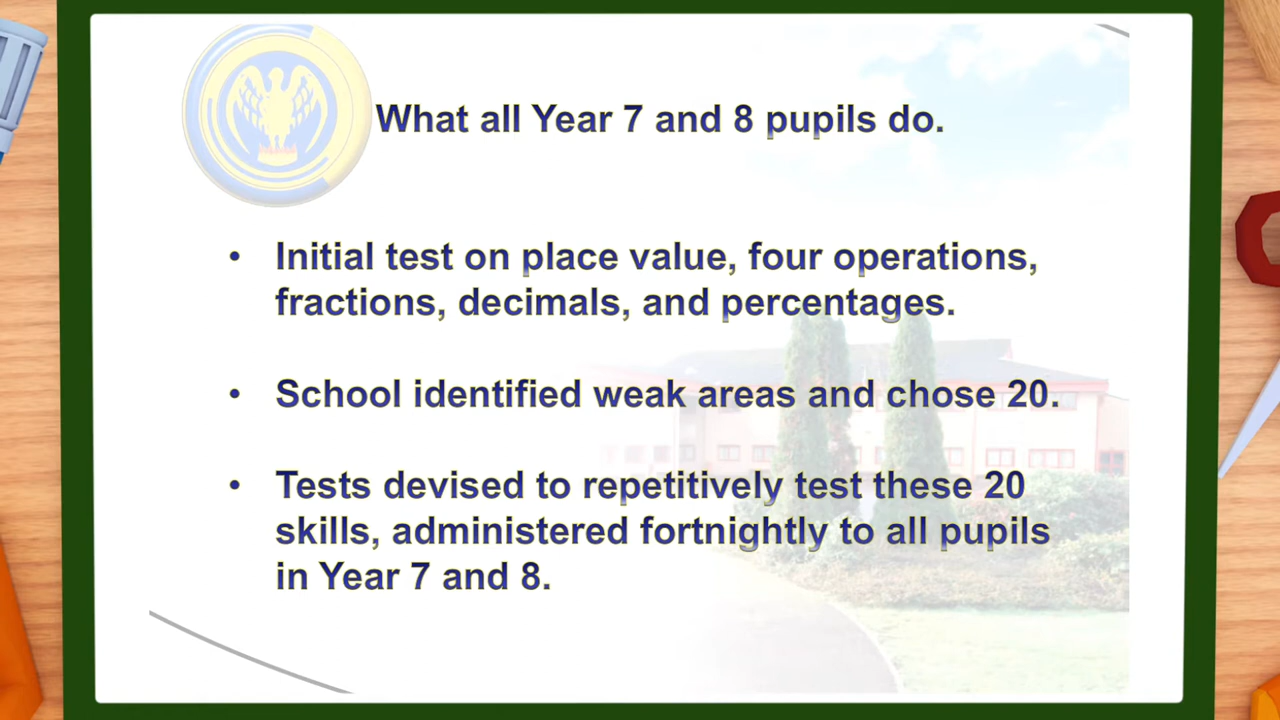 What all Year 7 and 8 pupils do.
• Initial test on place value, four operations,
fractions, decimals, and percentages.
• School identified weak areas and chose 20.
• Tests devised to repetitively test these 20
skills, administered fortnightly to all pupils
in Year 7 and 8.